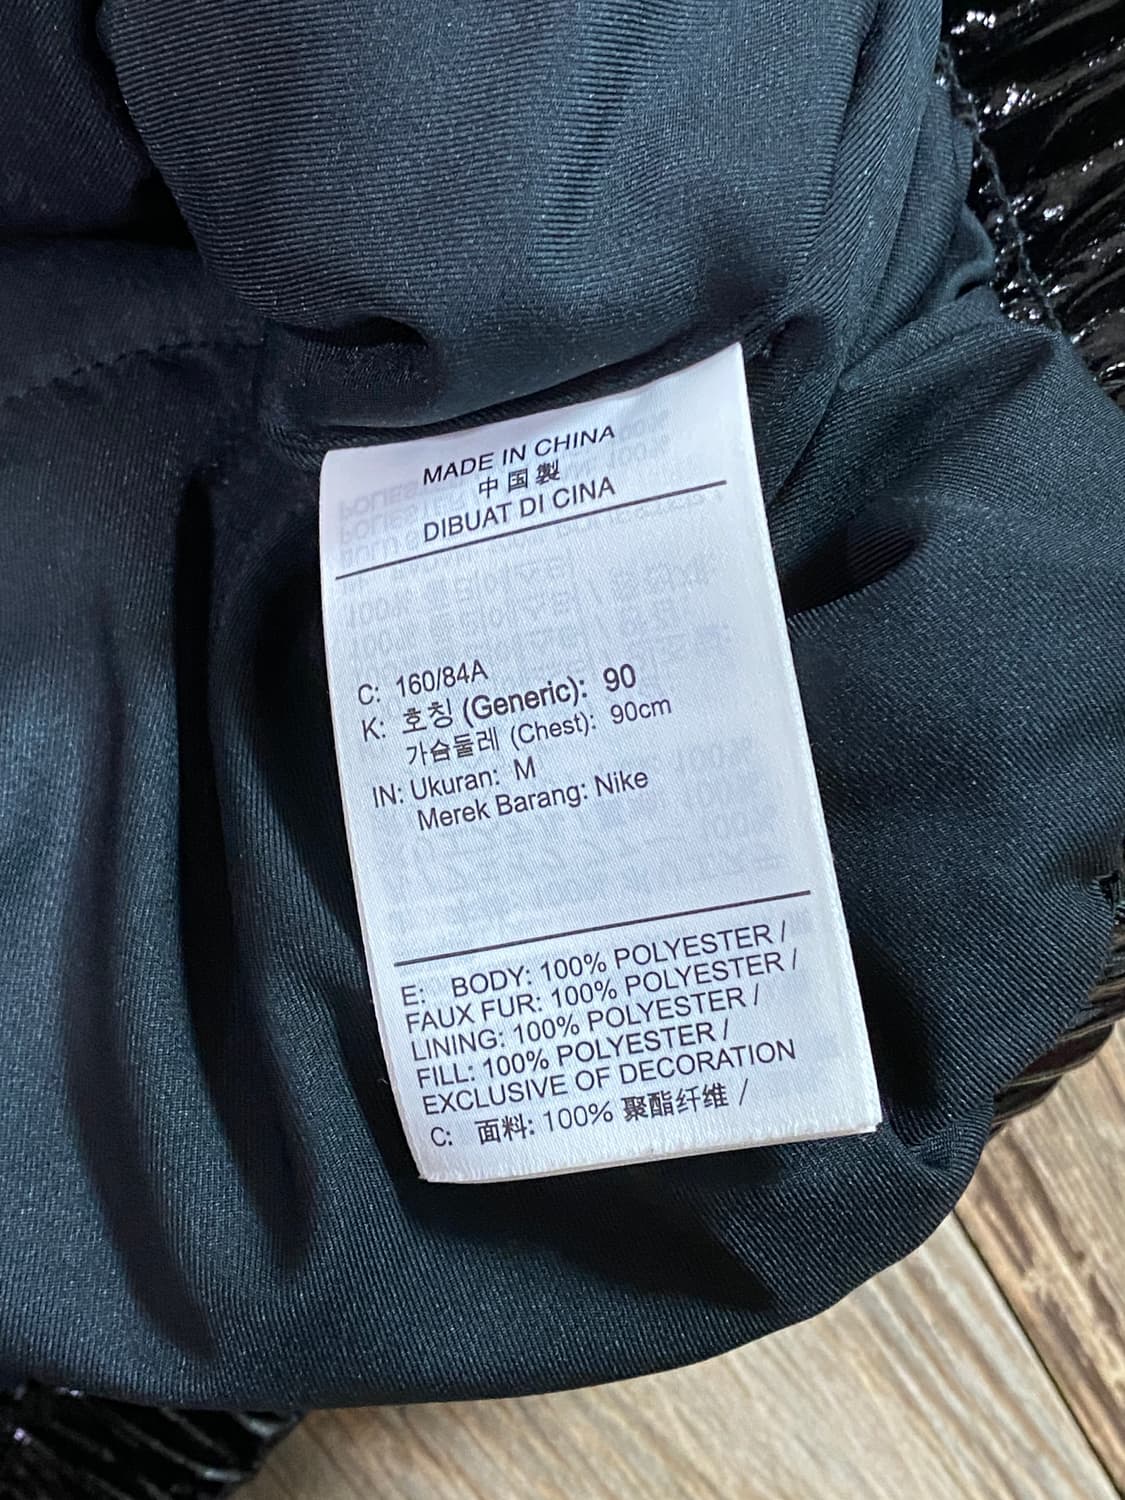 MADE IN CHINA
中国製
DIBUAT DI CINA
C: 160/84A
K: 호칭 (Generic): 90
가슴둘레 (Chest): 90cm
IN: Ukuran: M
Merek Barang: Nike
E: BODY: 100% POLYESTER /
FAUX FUR: 100% POLYESTER /
LINING: 100% POLYESTER /
FILL: 100% POLYESTER /
EXCLUSIVE OF DECORATION
C: 面料: 100% 聚酯纤维 /